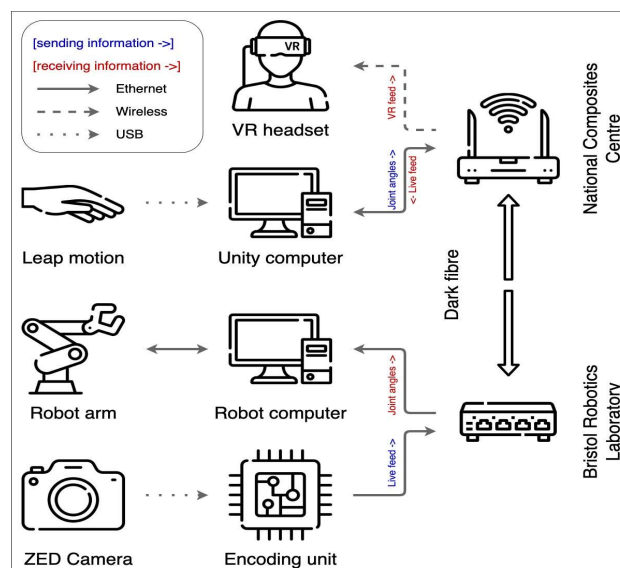 [sending information ->]
[receiving information ->]
Ethernet
Wireless
USB
VR
VR headset
VR feed ->
National Composites
Centre
Joint angles ->
<- Live feed
Leap motion
Unity computer
Dark fibre
Robot arm
Robot computer
Joint angles ->
Bristol Robotics
Laboratory
Live feed ->
ZED Camera
Encoding unit